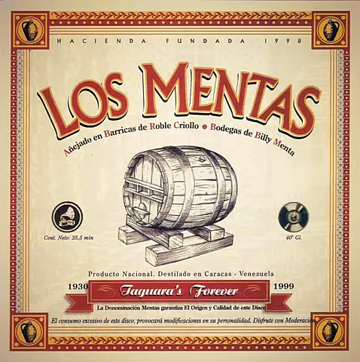 HACIENDA FUNDADA 1998
LOS MENTAS
Añejado en Barricas de Roble Criollo • Bodegas de Billy Menta
Cont. Neto: 35,5 min
40' GL
Producto Nacional. Destilado en Caracas - Venezuela
1930 Taguara's Forever 1999
La Denominación Mentas garantiza El Origen y Calidad de este Disco
El consumo excesivo de este disco, provocará modificaciones en su personalidad. Disfrute con Moderación